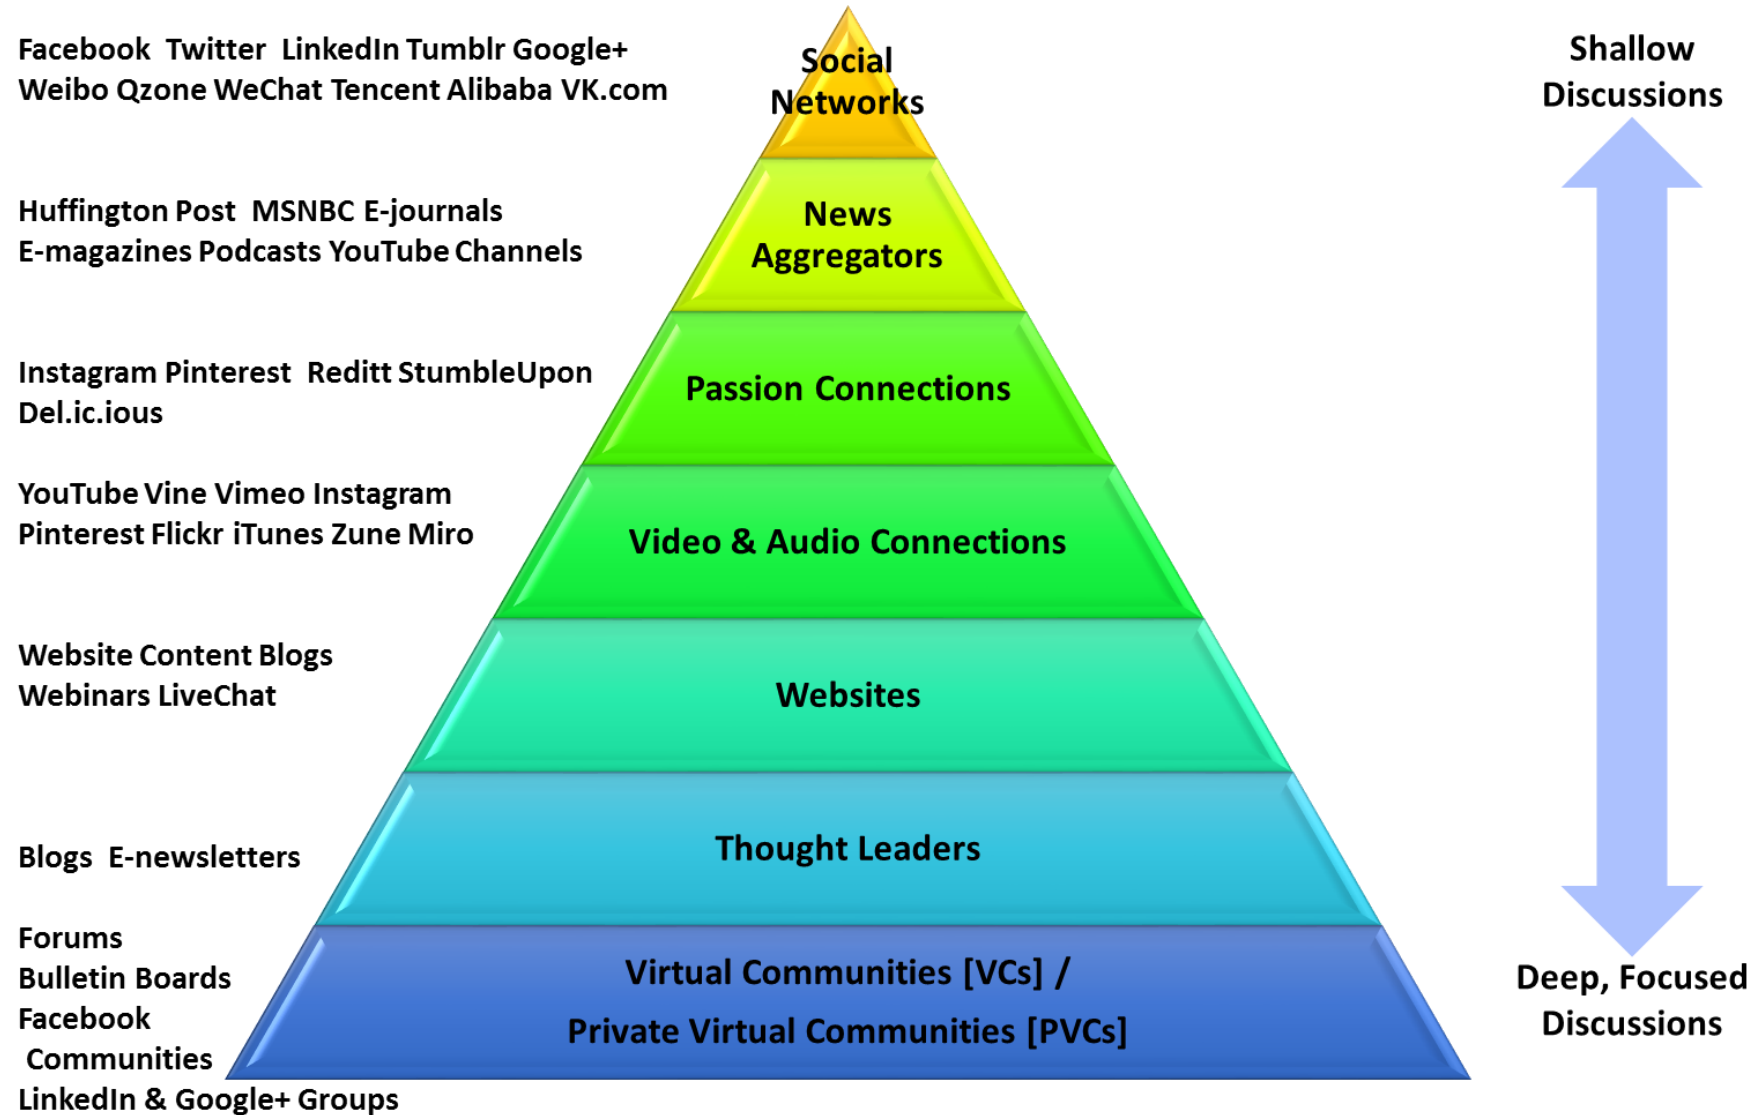 Facebook  Twitter  LinkedIn Tumblr Google+
Weibo Qzone WeChat Tencent Alibaba VK.com
Social
Networks
Shallow
Discussions
Huffington Post  MSNBC E-journals
E-magazines Podcasts YouTube Channels
News
Aggregators
Instagram Pinterest  Reditt StumbleUpon
Del.ic.ious
Passion Connections
YouTube Vine Vimeo Instagram
Pinterest Flickr iTunes Zune Miro
Video & Audio Connections
Website Content Blogs
Webinars LiveChat
Websites
Blogs  E-newsletters
Thought Leaders
Forums
Bulletin Boards
Facebook
Communities
LinkedIn & Google+ Groups
Virtual Communities [VCs] /
Private Virtual Communities [PVCs]
Deep, Focused
Discussions